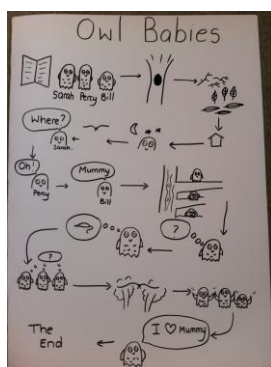 Owl Babies
Sarah Percy Bill
Where?
Sarah
Oh!
Percy
Mummy
Bill
?
?
I ♡ Mummy
The
End